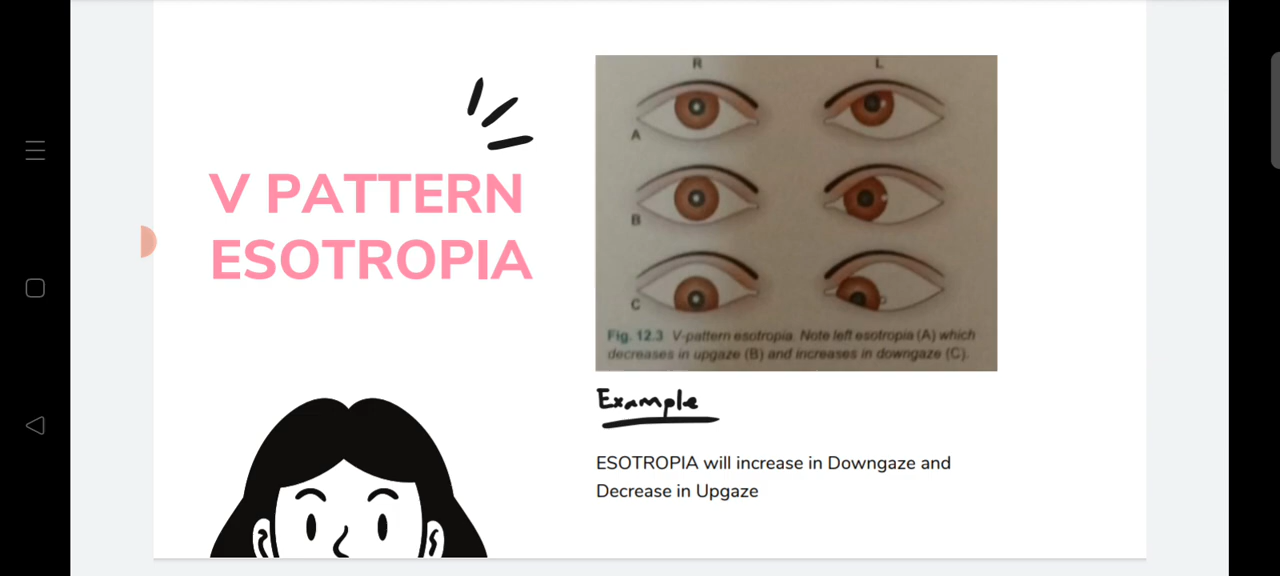 V PATTERN
ESOTROPIA
R L
A
B
C
Fig. 12.3 V-pattern esotropia. Note left esotropia (A) which
decreases in upgaze (B) and increases in downgaze (C).
Example
ESOTROPIA will increase in Downgaze and
Decrease in Upgaze